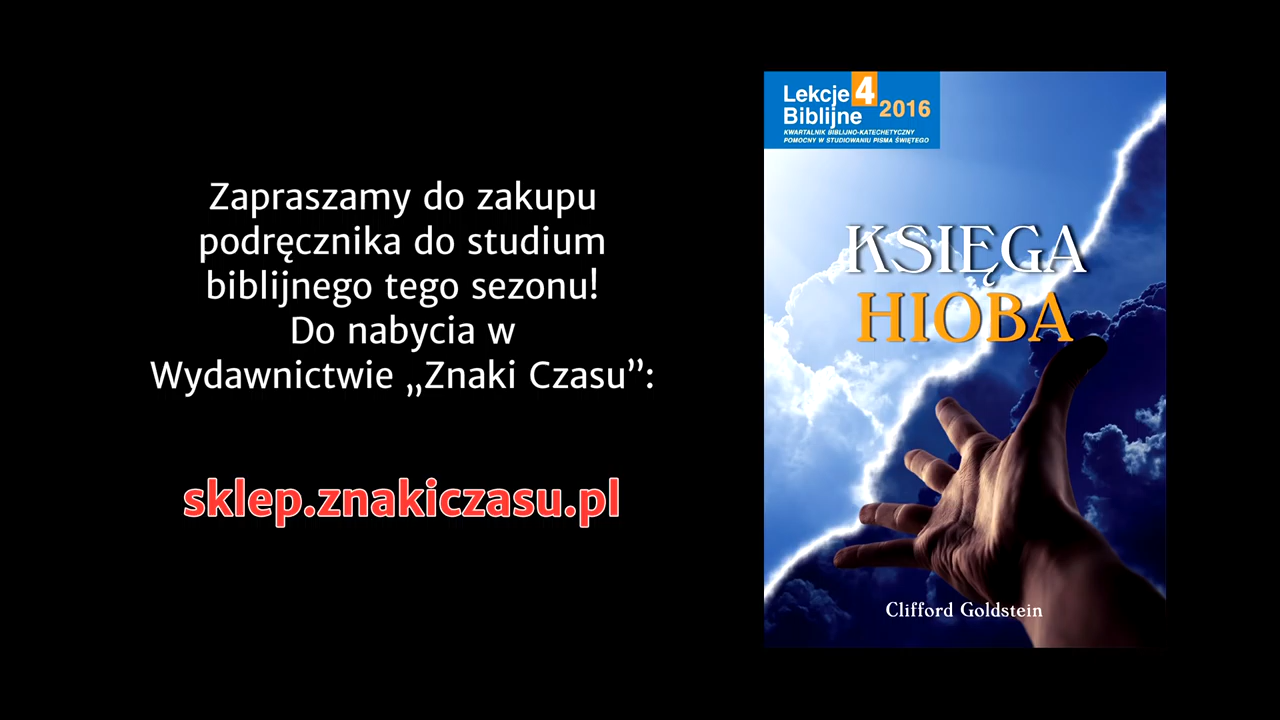 Zapraszamy do zakupu
podręcznika do studium
biblijnego tego sezonu!
Do nabycia w
Wydawnictwie „Znaki Czasu”:
sklep.znakiczasu.pl
Lekcje 4 2016
Biblijne
KWARTALNIK BIBLIJNO-KATECHETYCZNY
POMOCNY W STUDIOWANIU PISMA ŚWIĘTEGO
KSIĘGA
HIOBA
Clifford Goldstein